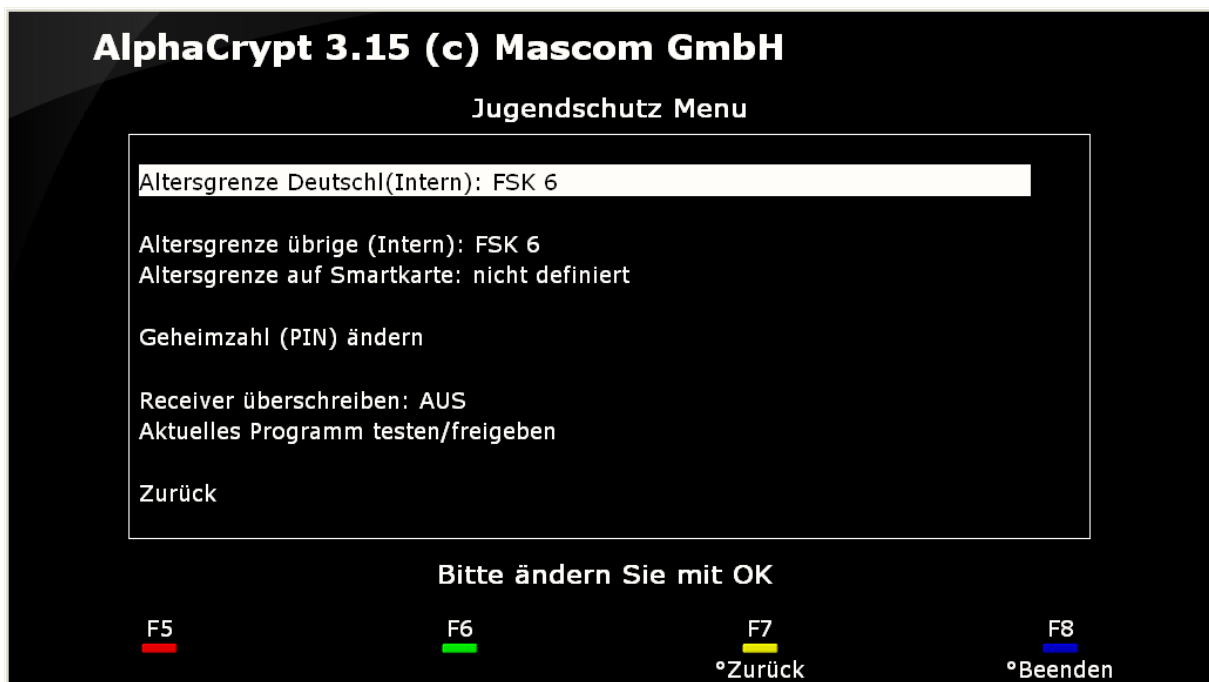 AlphaCrypt 3.15 (c) Mascom GmbH
Jugendschutz Menu
Altersgrenze Deutschl(Intern): FSK 6
Altersgrenze übrige (Intern): FSK 6
Altersgrenze auf Smartkarte: nicht definiert
Geheimzahl (PIN) ändern
Receiver überschreiben: AUS
Aktuelles Programm testen/freigeben
Zurück
Bitte ändern Sie mit OK
F5 F6 F7 F8
°Zurück °Beenden